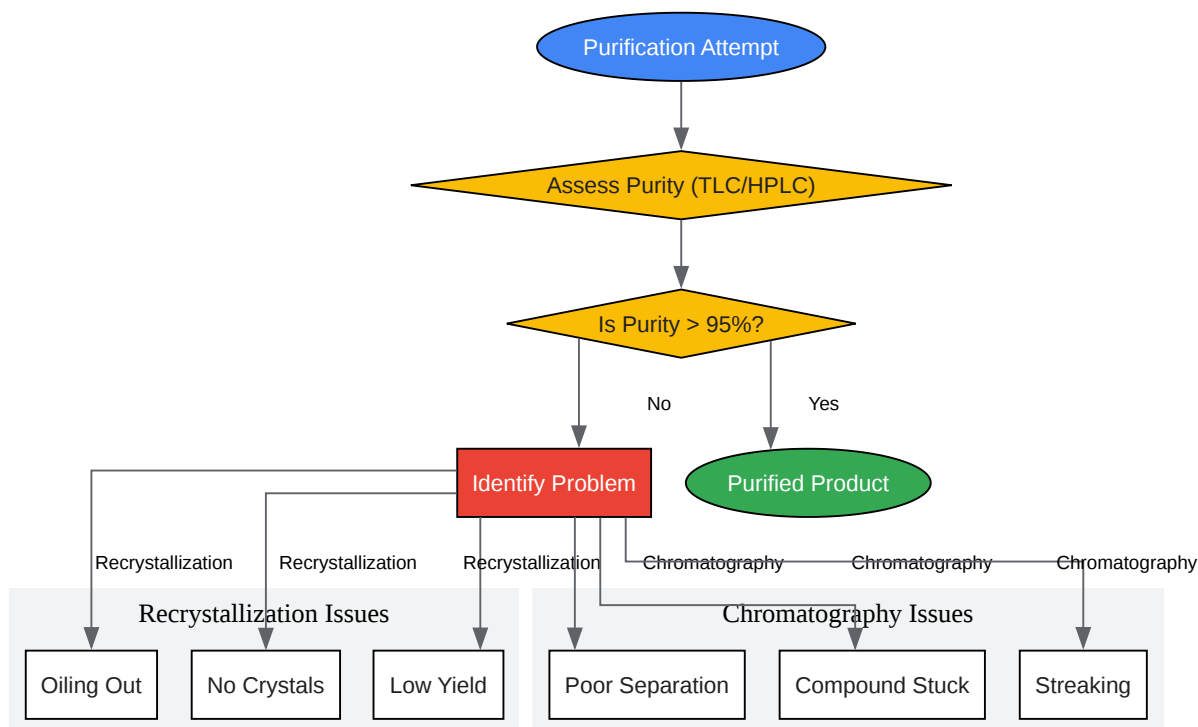 Purification Attempt
Assess Purity (TLC/HPLC)
Is Purity > 95%?
No
Yes
Identify Problem
Purified Product
Recrystallization
Recrystallization
Recrystallization
Chromatography
Chromatography
Chromatography
Recrystallization Issues
Chromatography Issues
Oiling Out
No Crystals
Low Yield
Poor Separation
Compound Stuck
Streaking